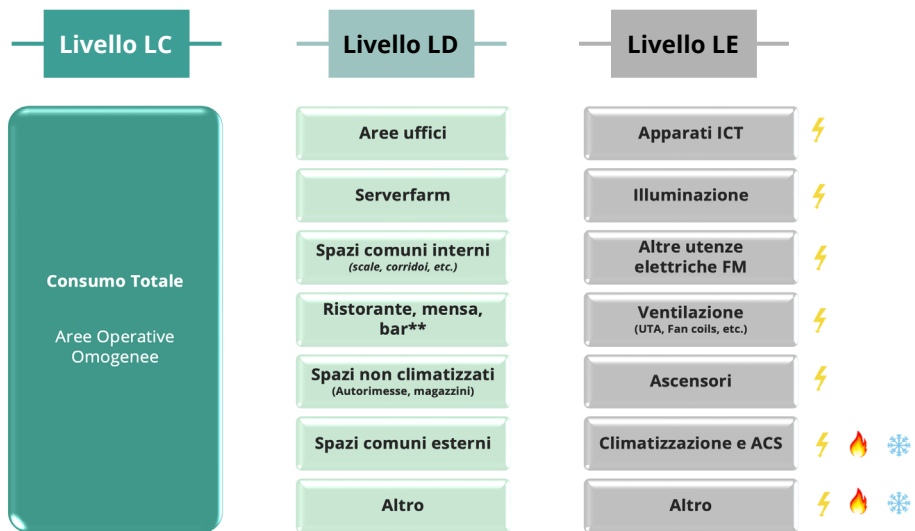 Livello LC
Livello LD
Livello LE
Consumo Totale
Aree Operative
Omogenee
Aree uffici
Serverfarm
Spazi comuni interni
(scale, corridoi, etc.)
Ristorante, mensa,
bar**
Spazi non climatizzati
(Autorimesse, magazzini)
Spazi comuni esterni
Altro
Apparati ICT
Illuminazione
Altre utenze
elettriche FM
Ventilazione
(UTA, Fan coils, etc.)
Ascensori
Climatizzazione e ACS
Altro